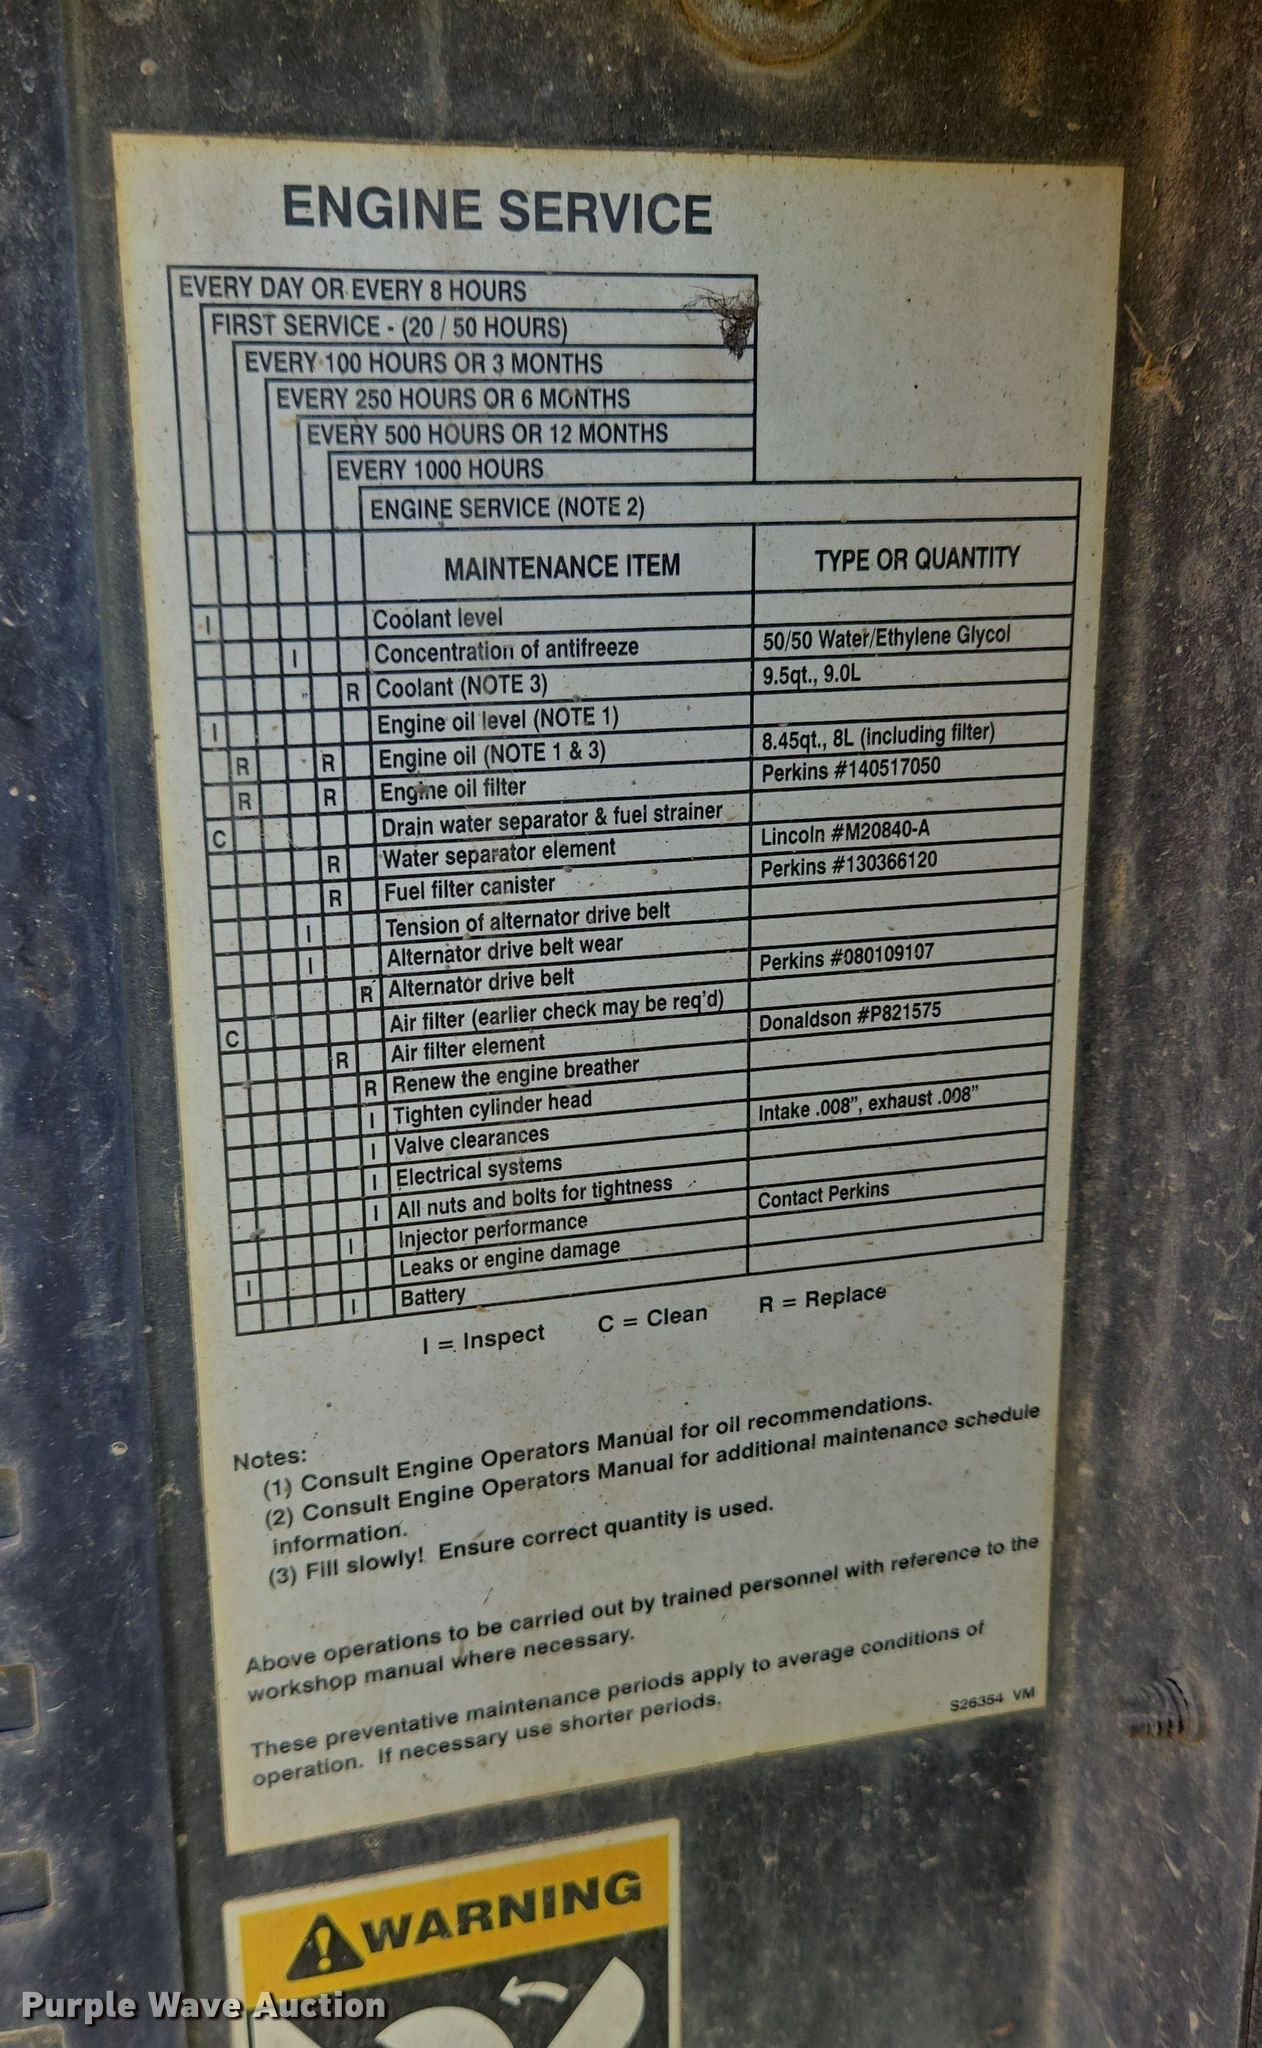 ENGINE SERVICE
EVERY DAY OR EVERY 8 HOURS
FIRST SERVICE - (20 / 50 HOURS)
EVERY 100 HOURS OR 3 MONTHS
EVERY 250 HOURS OR 6 MONTHS
EVERY 500 HOURS OR 12 MONTHS
EVERY 1000 HOURS
ENGINE SERVICE (NOTE 2)
MAINTENANCE ITEM TYPE OR QUANTITY
I Coolant level
I Concentration of antifreeze 50/50 Water/Ethylene Glycol
R Coolant (NOTE 3) 9.5qt., 9.0L
I Engine oil level (NOTE 1)
R R Engine oil (NOTE 1 & 3) 8.45qt., 8L (including filter)
R R Engine oil filter Perkins #140517050
C Drain water separator & fuel strainer
R Water separator element Lincoln #M20840-A
R Fuel filter canister Perkins #130366120
I Tension of alternator drive belt
I Alternator drive belt wear
R Alternator drive belt Perkins #080109107
C Air filter (earlier check may be req'd)
R Air filter element Donaldson #P821575
R Renew the engine breather
I Tighten cylinder head
I Valve clearances Intake .008", exhaust .008"
I Electrical systems
I All nuts and bolts for tightness
I Injector performance Contact Perkins
I Leaks or engine damage
I Battery
I = Inspect C = Clean R = Replace
Notes:
(1) Consult Engine Operators Manual for oil recommendations.
(2) Consult Engine Operators Manual for additional maintenance schedule
information.
(3) Fill slowly! Ensure correct quantity is used.
Above operations to be carried out by trained personnel with reference to the
workshop manual where necessary.
These preventative maintenance periods apply to average conditions of
operation. If necessary use shorter periods.
S26354 VM
WARNING
Purple Wave Auction